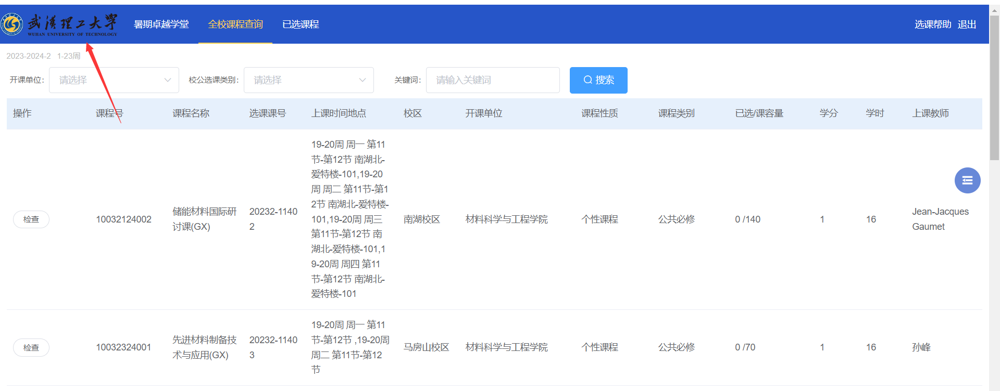 武漢理工大学
WUHAN UNIVERSITY OF TECHNOLOGY
暑期卓越学堂 全校课程查询 已选课程 选课帮助 退出
2023-2024-2 1-23周
开课单位: 请选择 校公选课类别: 请选择 关键词: 请输入关键词 搜索
操作 课程号 课程名称 选课课号 上课时间地点 校区 开课单位 课程性质 课程类别 已选/课容量 学分 学时 上课教师
检查
10032124002
储能材料国际研
讨课(GX)
20232-1140
2
19-20周 周一 第11
节-第12节 南湖北-
爱特楼-101,19-20
周 周二 第11节-第1
2节 南湖北-爱特楼-
101,19-20周 周三
第11节-第12节 南
湖北-爱特楼-101,1
9-20周 周四 第11
节-第12节 南湖北-
爱特楼-101
南湖校区
材料科学与工程学院
个性课程
公共必修
0 /140
1
16
Jean-Jacques
Gaumet
检查
10032324001
先进材料制备技
术与应用(GX)
20232-1140
3
19-20周 周一 第11
节-第12节 ,19-20周
周二 第11节-第12
节
马房山校区
材料科学与工程学院
个性课程
公共必修
0 /70
1
16
孙峰